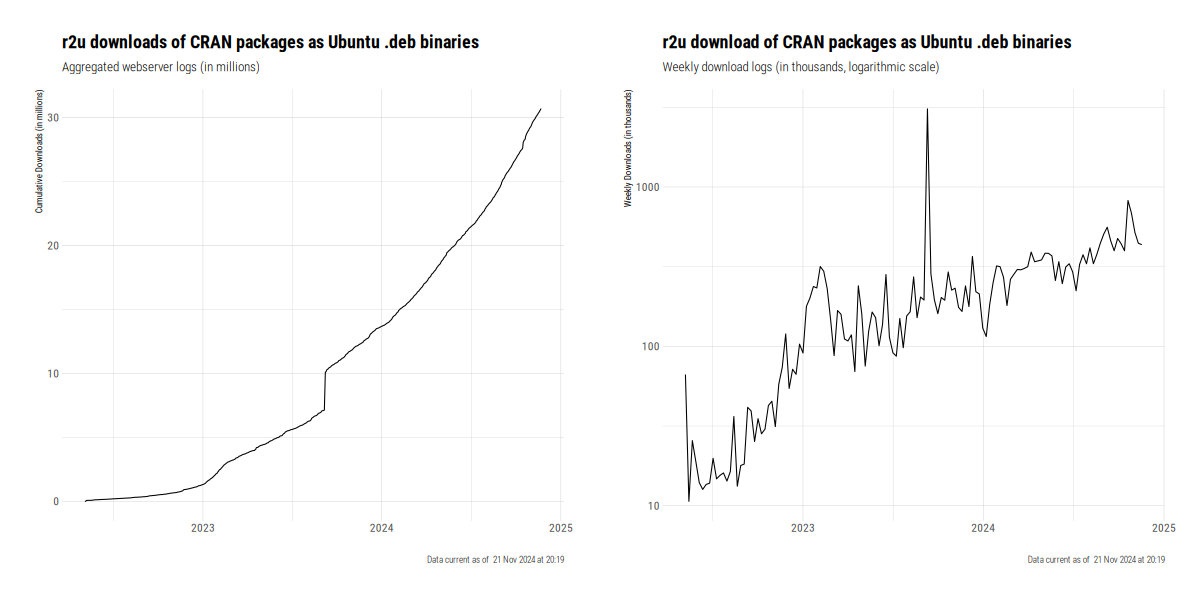 r2u downloads of CRAN packages as Ubuntu .deb binaries
Aggregated webserver logs (in millions)
Cumulative Downloads (in millions)
30
20
10
0
2023
2024
2025
Data current as of 21 Nov 2024 at 20:19
r2u download of CRAN packages as Ubuntu .deb binaries
Weekly download logs (in thousands, logarithmic scale)
Weekly Downloads (in thousands)
1000
100
10
2023
2024
2025
Data current as of 21 Nov 2024 at 20:19